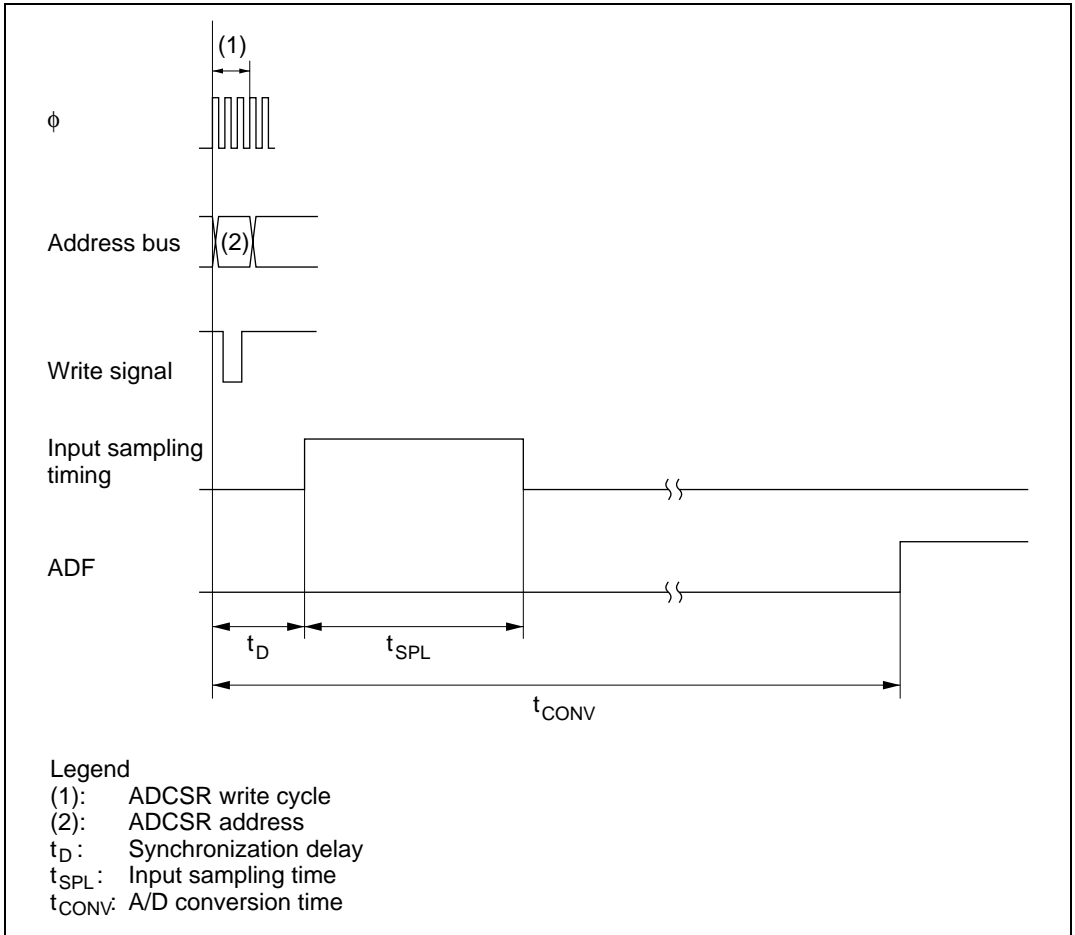 (1)
ϕ
Address bus
(2)
Write signal
Input sampling
timing
ADF
tD
tSPL
tCONV
Legend
(1): ADCSR write cycle
(2): ADCSR address
tD : Synchronization delay
tSPL : Input sampling time
tCONV: A/D conversion time